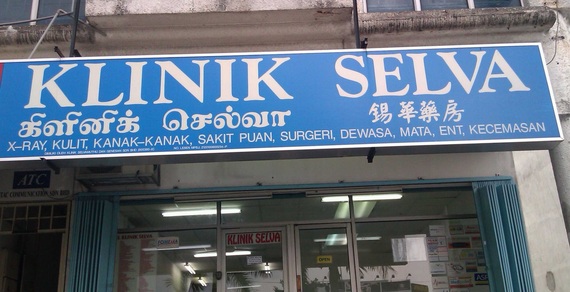 KLINIK SELVA
கிளினிக் செல்வா 錫華藥房
X-RAY, KULIT, KANAK-KANAK, SAKIT PUAN, SURGERI, DEWASA, MATA, ENT, KECEMASAN
ATC
KLINIK SELVA